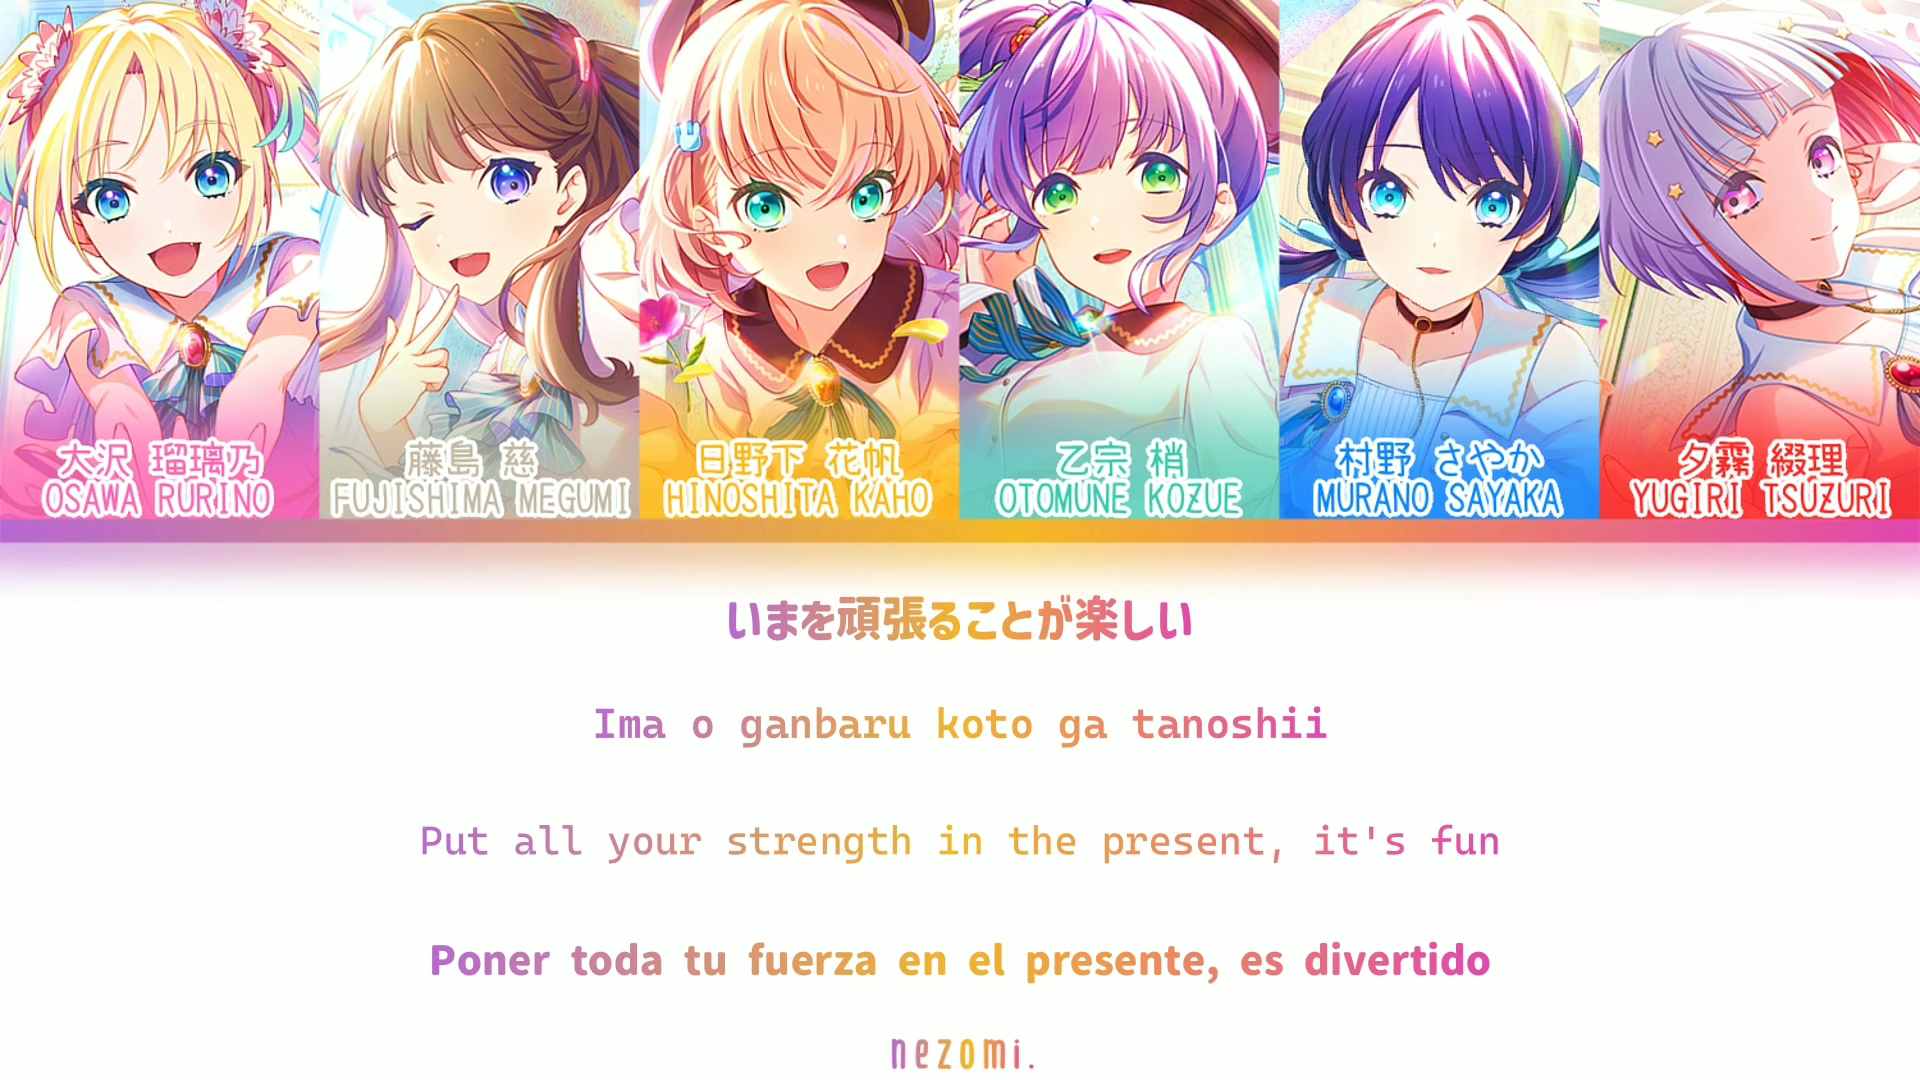 大沢 瑠璃乃
OSAWA RURINO
藤島 慈
FUJISHIMA MEGUMI
日野下 花帆
HINOSHITA KAHO
乙宗 梢
OTOMUNE KOZUE
村野 さやか
MURANO SAYAKA
夕霧 綴理
YUGIRI TSUZURI
いまを頑張ることが楽しい
Ima o ganbaru koto ga tanoshii
Put all your strength in the present, it's fun
Poner toda tu fuerza en el presente, es divertido
nezomi.